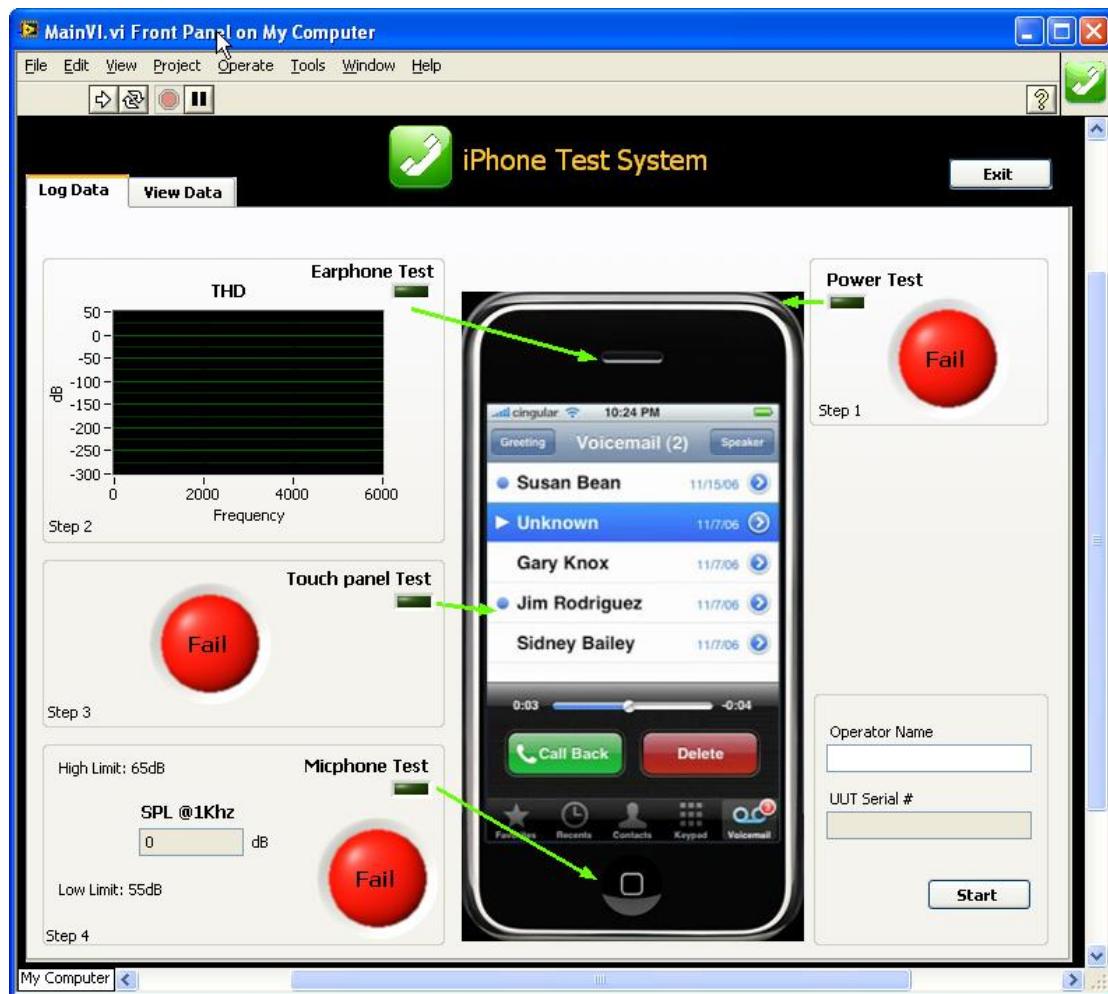 MainVI.vi Front Panel on My Computer
File Edit View Project Operate Tools Window Help
iPhone Test System
Exit
Log Data
View Data
Earphone Test
THD
50
0
-50
-100
-150
-200
-250
-300
dB
0 2000 4000 6000
Frequency
Step 2
Power Test
Fail
Step 1
Touch panel Test
Fail
Step 3
High Limit: 65dB
Micphone Test
SPL @1Khz
0 dB
Low Limit: 55dB
Fail
Step 4
cingular 10:24 PM
Greeting Voicemail (2) Speaker
Susan Bean 11/15/06
Unknown 11/7/06
Gary Knox 11/7/06
Jim Rodriguez 11/7/06
Sidney Bailey 11/7/06
0:03 -0:04
Call Back Delete
Favorites Recents Contacts Keypad Voicemail
Operator Name
UUT Serial #
Start
My Computer